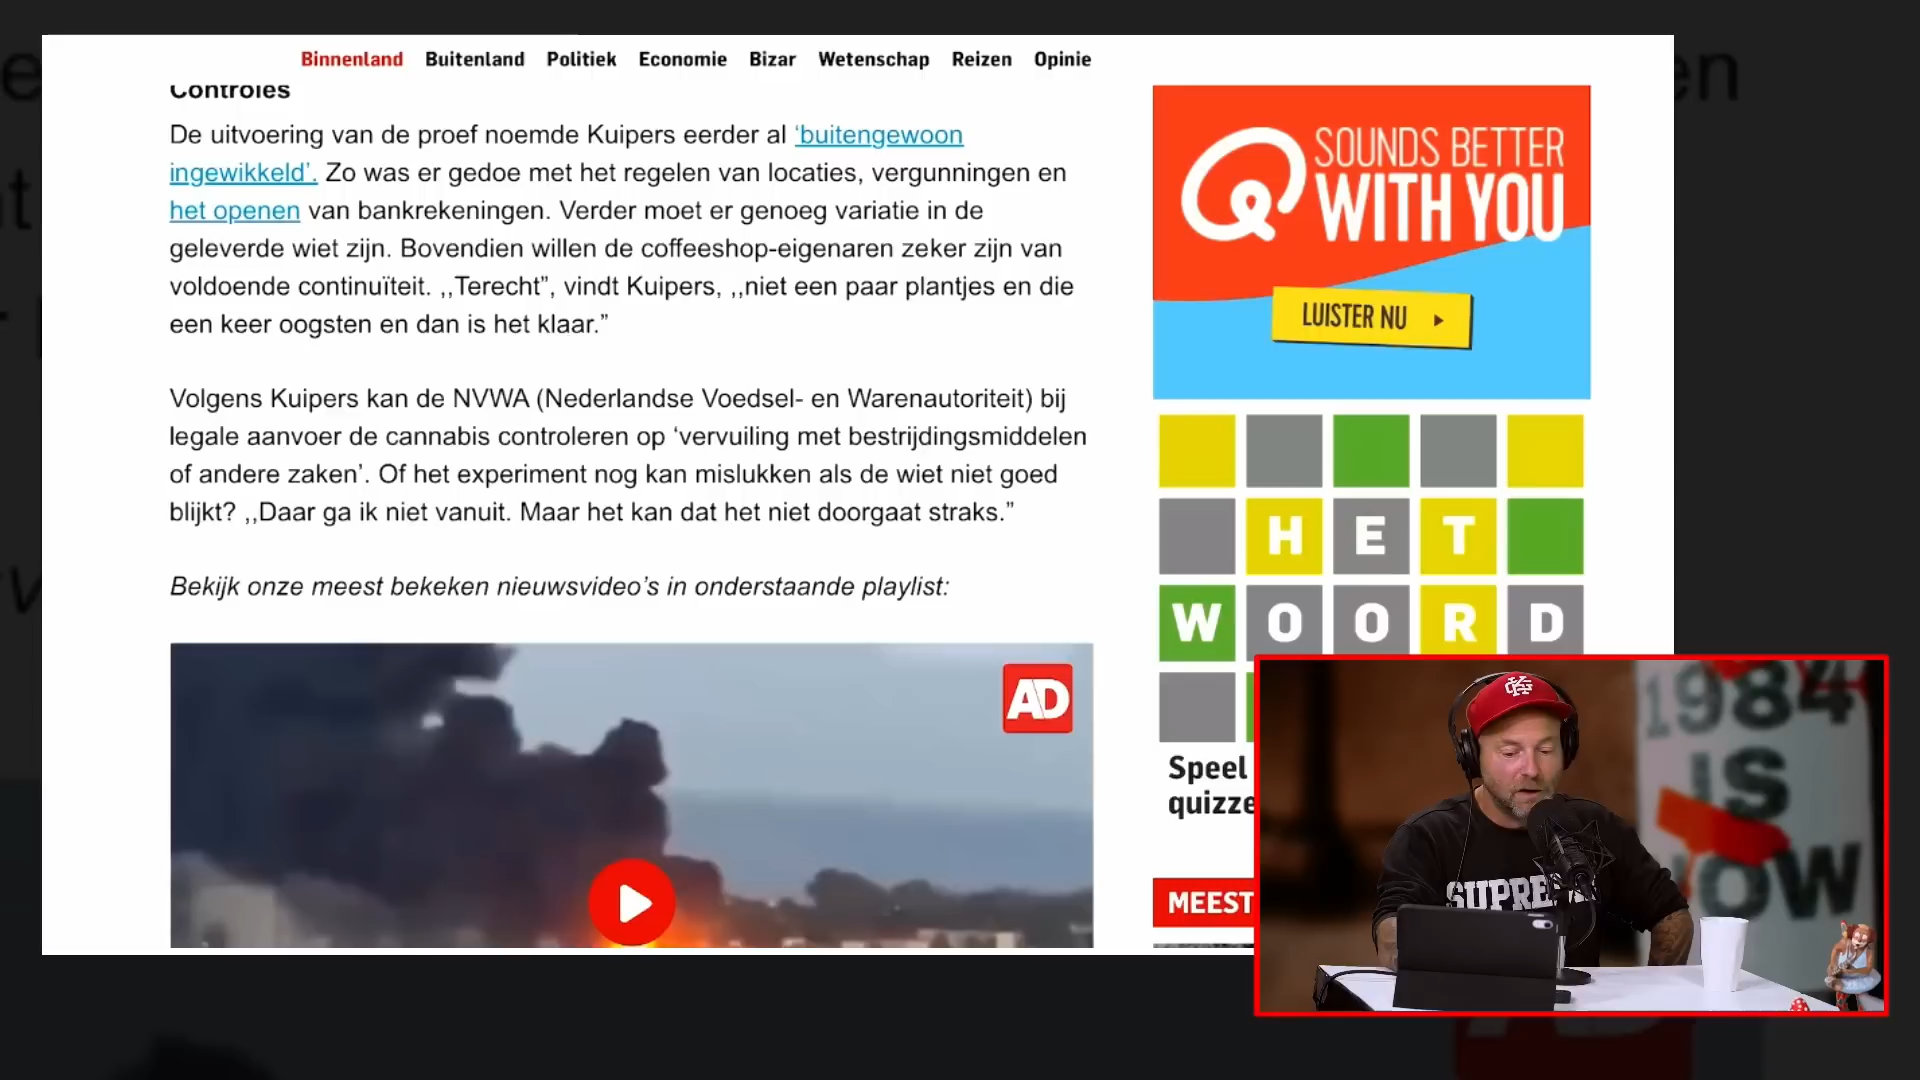 Binnenland Buitenland Politiek Economie Bizar Wetenschap Reizen Opinie
Controles
De uitvoering van de proef noemde Kuipers eerder al ‘buitengewoon
ingewikkeld’. Zo was er gedoe met het regelen van locaties, vergunningen en
het openen van bankrekeningen. Verder moet er genoeg variatie in de
geleverde wiet zijn. Bovendien willen de coffeeshop-eigenaren zeker zijn van
voldoende continuïteit. ,,Terecht”, vindt Kuipers, ,,niet een paar plantjes en die
een keer oogsten en dan is het klaar.”
Volgens Kuipers kan de NVWA (Nederlandse Voedsel- en Warenautoriteit) bij
legale aanvoer de cannabis controleren op ‘vervuiling met bestrijdingsmiddelen
of andere zaken’. Of het experiment nog kan mislukken als de wiet niet goed
blijkt? ,,Daar ga ik niet vanuit. Maar het kan dat het niet doorgaat straks.”
Bekijk onze meest bekeken nieuwsvideo’s in onderstaande playlist:
AD
Q SOUNDS BETTER
WITH YOU
LUISTER NU
HET
WOORD
Speel
quizze
MEEST
1984
IS
NOW
SUPREME